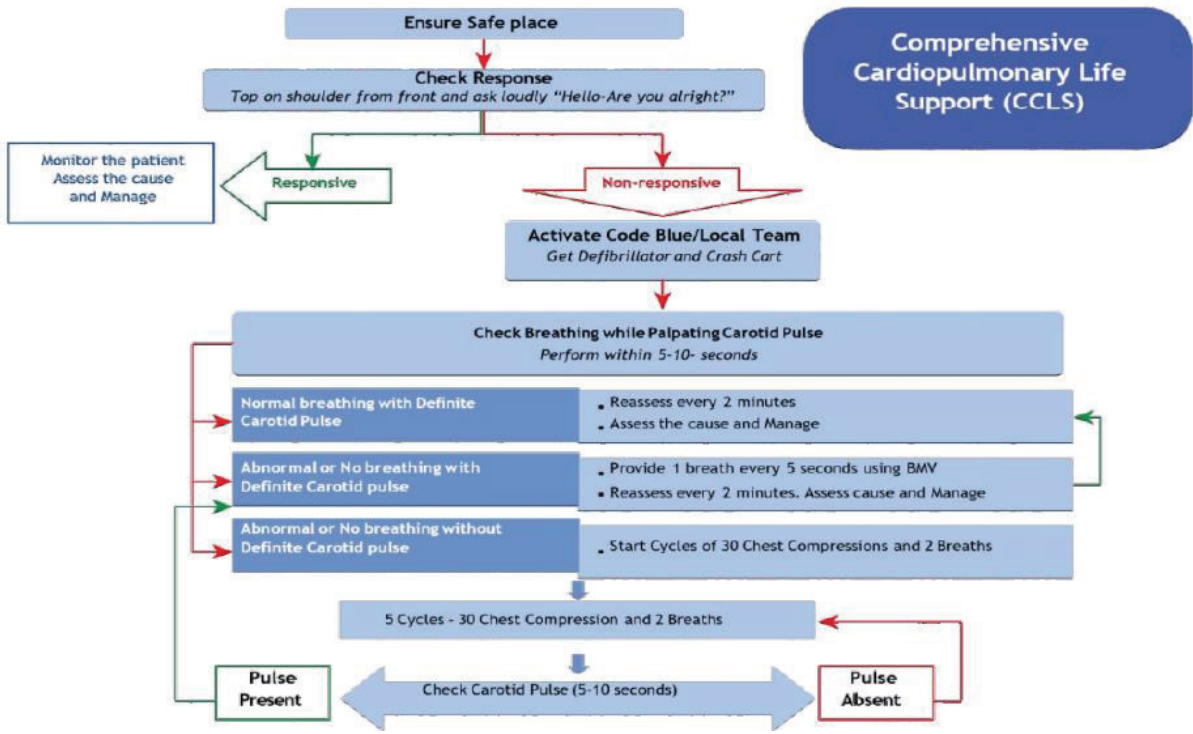 Ensure Safe place
Comprehensive
Cardiopulmonary Life
Support (CCLS)
Check Response
Top on shoulder from front and ask loudly “Hello-Are you alright?”
Monitor the patient
Assess the cause
and Manage
Responsive
Non-responsive
Activate Code Blue/Local Team
Get Defibrillator and Crash Cart
Check Breathing while Palpating Carotid Pulse
Perform within 5-10- seconds
Normal breathing with Definite
Carotid Pulse
• Reassess every 2 minutes
• Assess the cause and Manage
Abnormal or No breathing with
Definite Carotid pulse
• Provide 1 breath every 5 seconds using BMV
• Reassess every 2 minutes. Assess cause and Manage
Abnormal or No breathing without
Definite Carotid pulse
• Start Cycles of 30 Chest Compressions and 2 Breaths
5 Cycles - 30 Chest Compression and 2 Breaths
Pulse
Present
Check Carotid Pulse (5-10 seconds)
Pulse
Absent